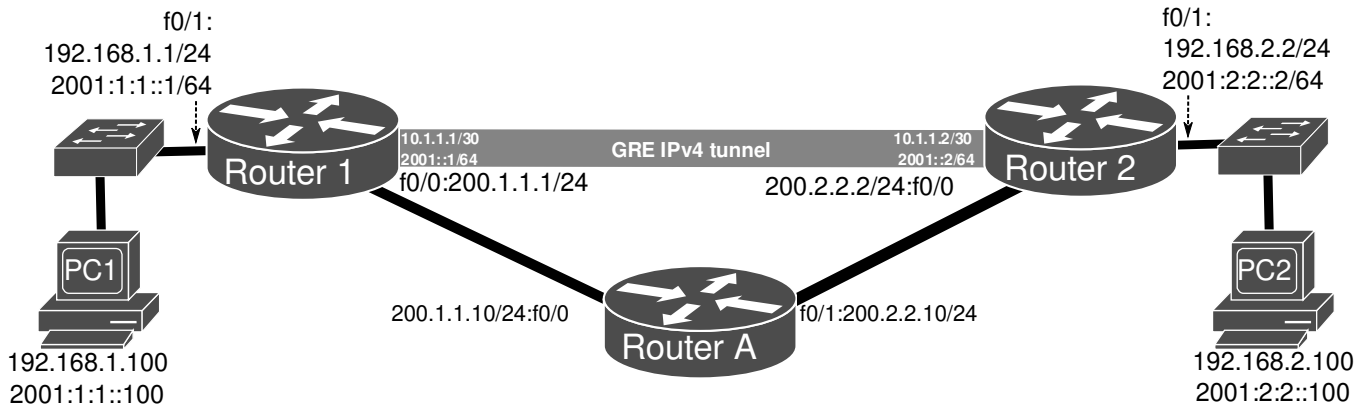 f0/1:
192.168.1.1/24
2001:1:1::1/64
f0/1:
192.168.2.2/24
2001:2:2::2/64
10.1.1.1/30
GRE IPv4 tunnel
10.1.1.2/30
2001::1/64
2001::2/64
Router 1
Router 2
f0/0:200.1.1.1/24
200.2.2.2/24:f0/0
PC1
PC2
200.1.1.10/24:f0/0
f0/1:200.2.2.10/24
Router A
192.168.1.100
2001:1:1::100
192.168.2.100
2001:2:2::100